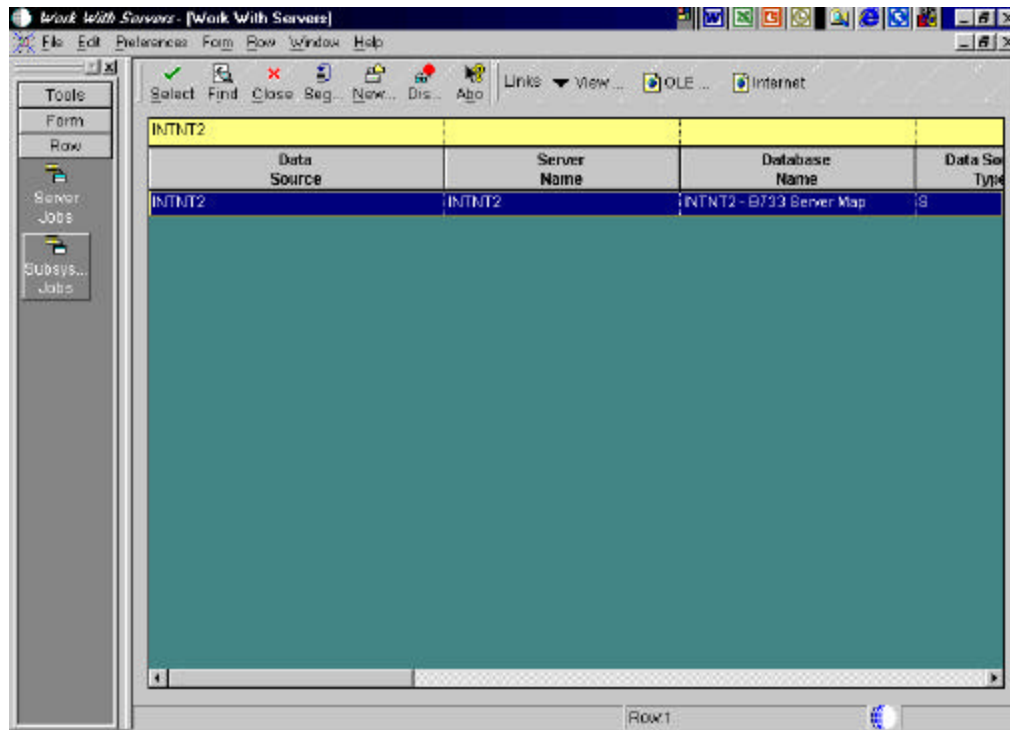 Work With Servers - [Work With Servers]
File Edit Preferences Form Row Window Help
Tools
Form
Row
Server
Jobs
Subsys...
Jobs
Select Find Close Seq... New... Dis... Abo
Links View ... OLE ... Internet
INTNT2
Data
Source
Server
Name
Database
Name
Data Sou
Type
INTNT2 INTNT2 INTNT2 - B733 Server Map S
Row:1